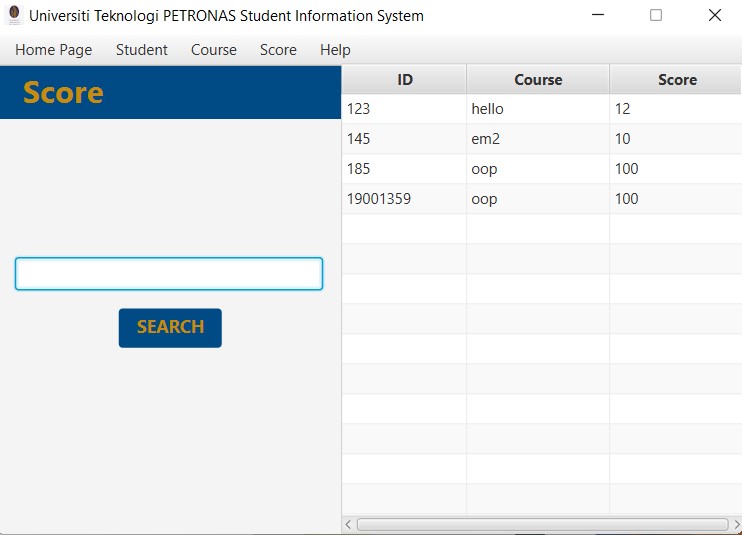 Universiti Teknologi PETRONAS Student Information System
Home Page Student Course Score Help
Score
SEARCH
ID Course Score
123 hello 12
145 em2 10
185 oop 100
19001359 oop 100